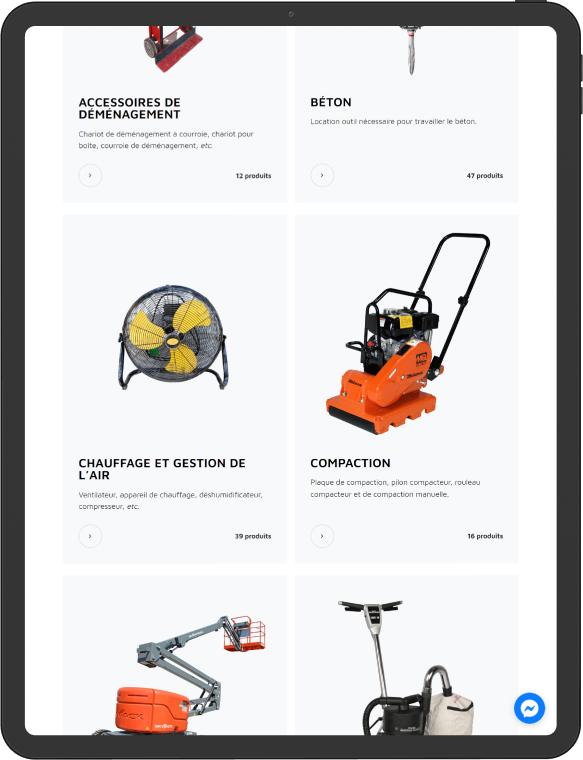 ACCESSOIRES DE
DÉMÉNAGEMENT
Chariot de déménagement à courroie, chariot pour
boîte, courroie de déménagement, etc.
12 produits
BÉTON
Location outil nécessaire pour travailler le béton.
47 produits
CHAUFFAGE ET GESTION DE
L’AIR
Ventilateur, appareil de chauffage, déshumidificateur,
compresseur, etc.
39 produits
COMPACTION
Plaque de compaction, pilon compacteur, rouleau
compacteur et de compaction manuelle.
16 produits